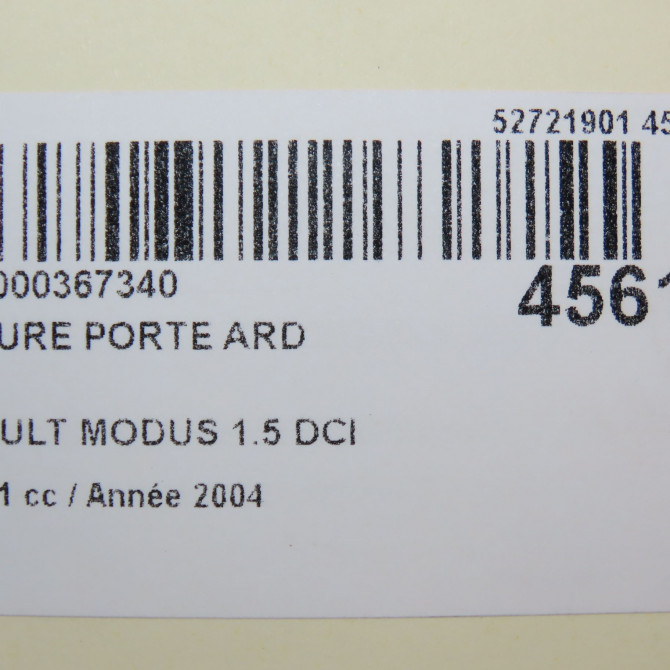 52721901 45
000367340
4561
URE PORTE ARD
ULT MODUS 1.5 DCI
1 cc / Année 2004